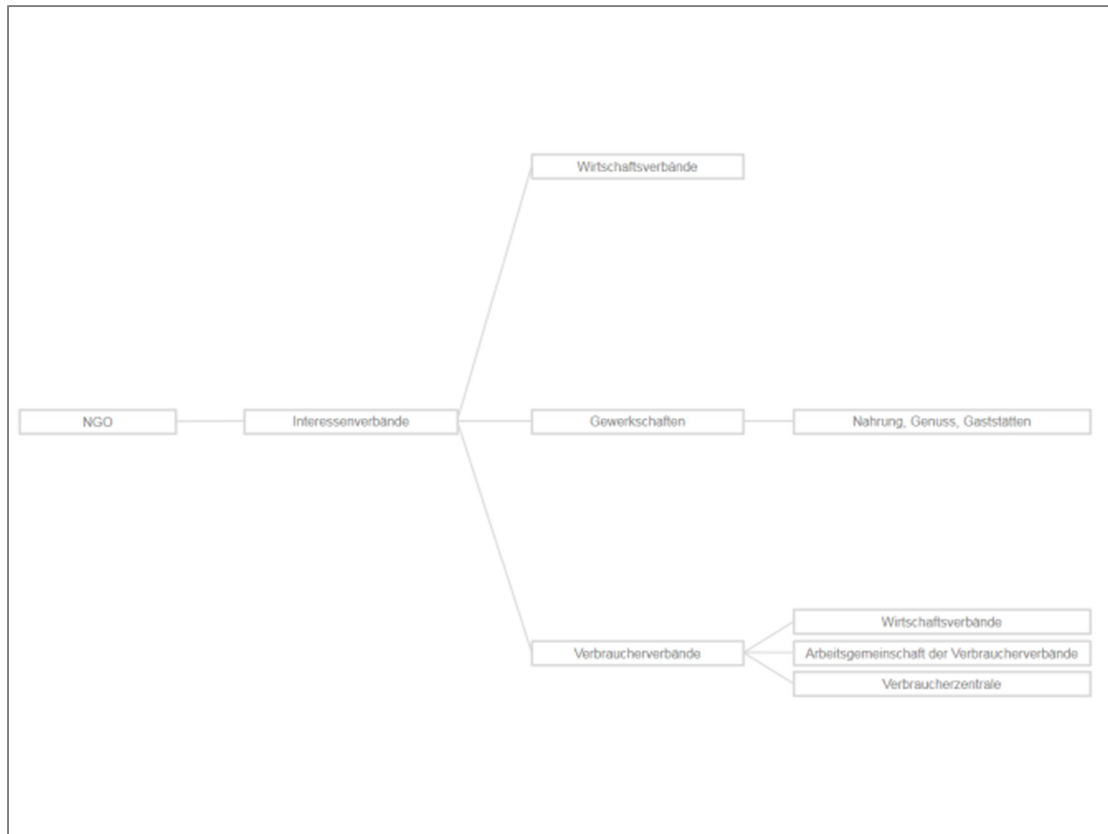 Wirtschaftsverbände
NGO
Interessenverbände
Gewerkschaften
Nahrung, Genuss, Gaststätten
Verbraucherverbände
Wirtschaftsverbände
Arbeitsgemeinschaft der Verbraucherverbände
Verbraucherzentrale